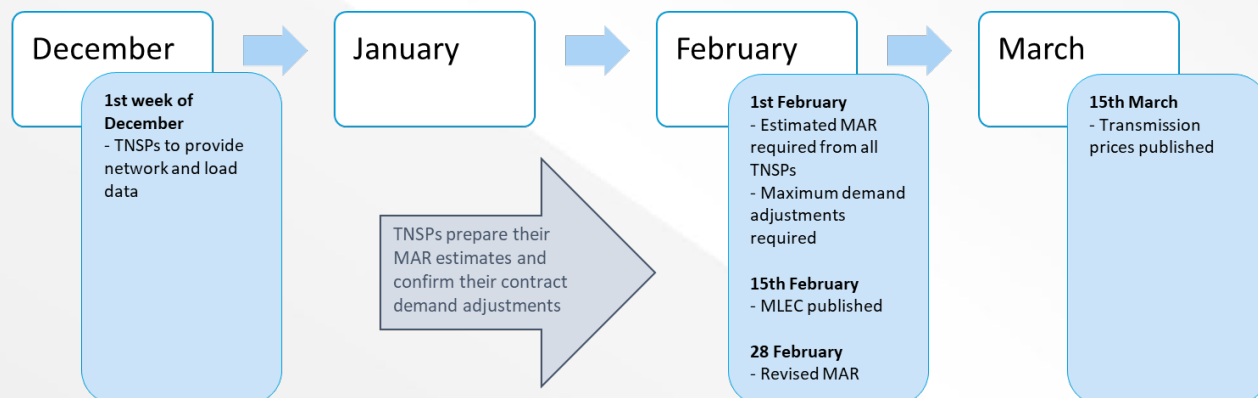 December
1st week of
December
- TNSPs to provide
network and load
data
January
TNSPs prepare their
MAR estimates and
confirm their contract
demand adjustments
February
1st February
- Estimated MAR
required from all
TNSPs
- Maximum demand
adjustments
required
15th February
- MLEC published
28 February
- Revised MAR
March
15th March
- Transmission
prices published